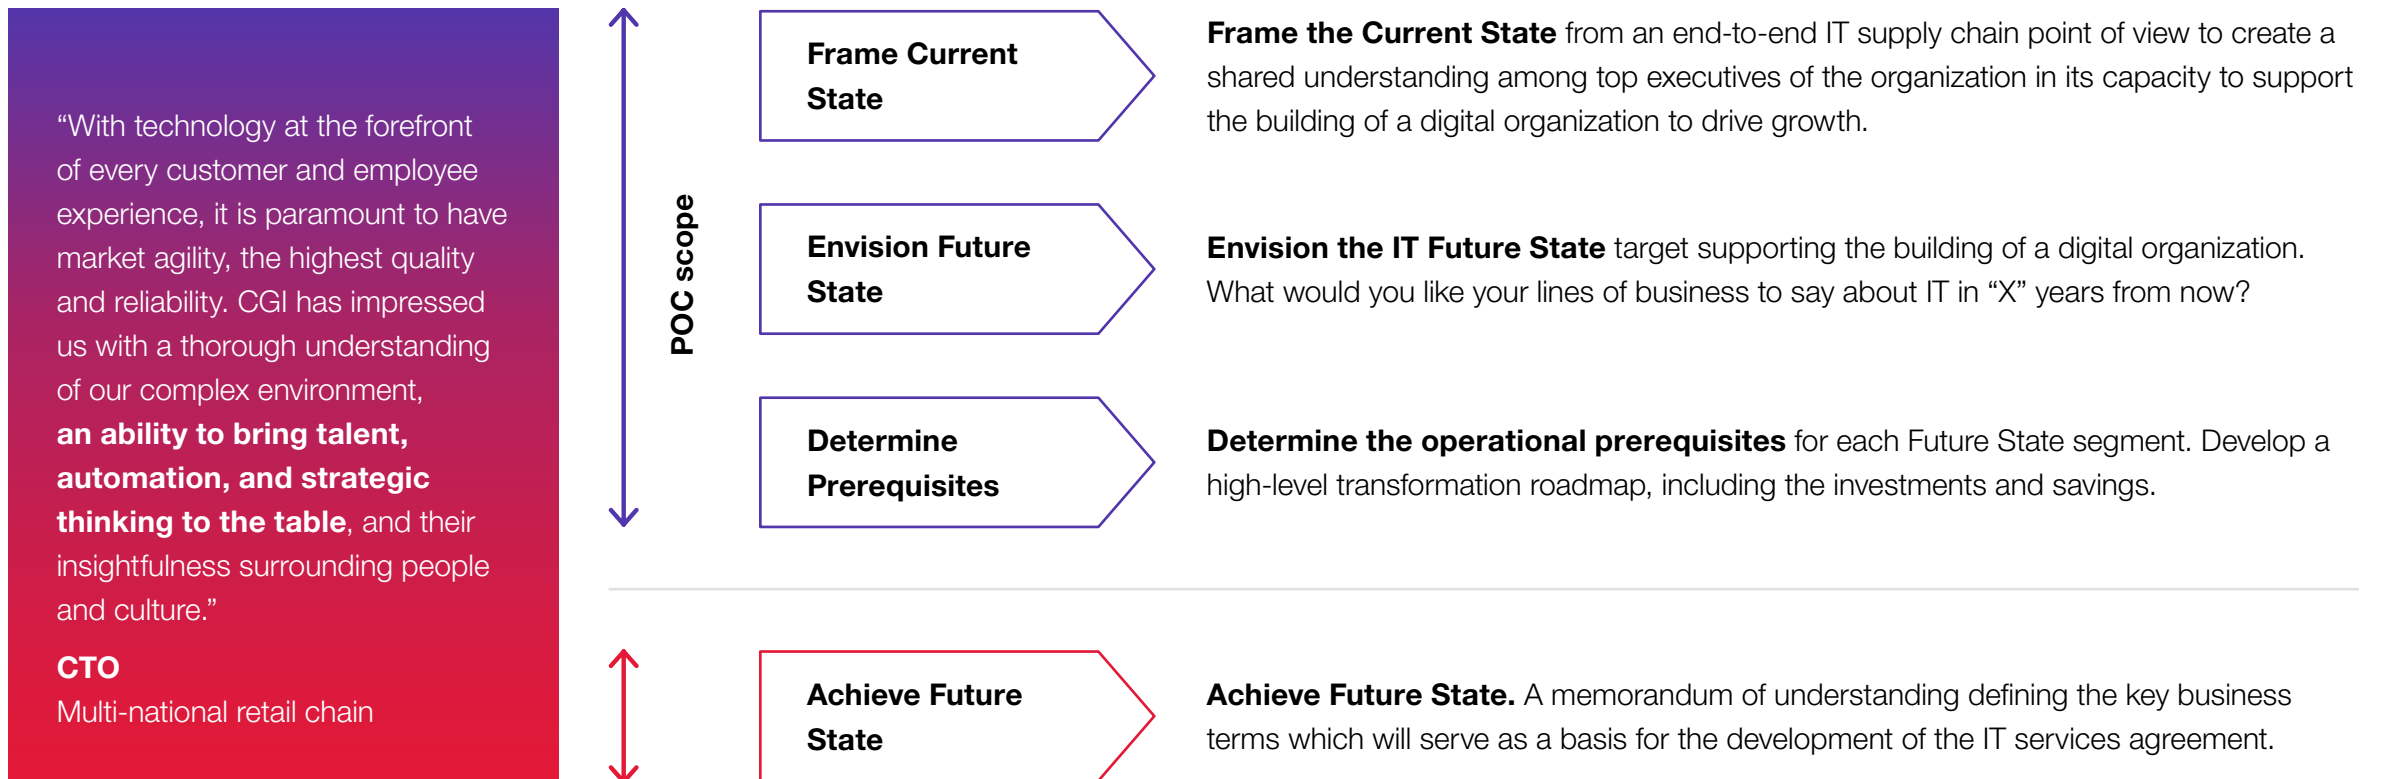 “With technology at the forefront
of every customer and employee
experience, it is paramount to have
market agility, the highest quality
and reliability. CGI has impressed
us with a thorough understanding
of our complex environment,
an ability to bring talent,
automation, and strategic
thinking to the table, and their
insightfulness surrounding people
and culture.”
CTO
Multi-national retail chain
POC scope
Frame Current
State
Frame the Current State from an end-to-end IT supply chain point of view to create a
shared understanding among top executives of the organization in its capacity to support
the building of a digital organization to drive growth.
Envision Future
State
Envision the IT Future State target supporting the building of a digital organization.
What would you like your lines of business to say about IT in “X” years from now?
Determine
Prerequisites
Determine the operational prerequisites for each Future State segment. Develop a
high-level transformation roadmap, including the investments and savings.
Achieve Future
State
Achieve Future State. A memorandum of understanding defining the key business
terms which will serve as a basis for the development of the IT services agreement.